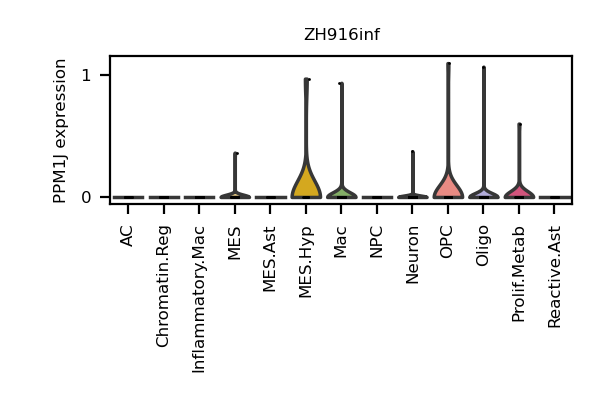 ZH916inf
PPM1J expression
1
0
AC
Chromatin.Reg
Inflammatory.Mac
MES
MES.Ast
MES.Hyp
Mac
NPC
Neuron
OPC
Oligo
Prolif.Metab
Reactive.Ast